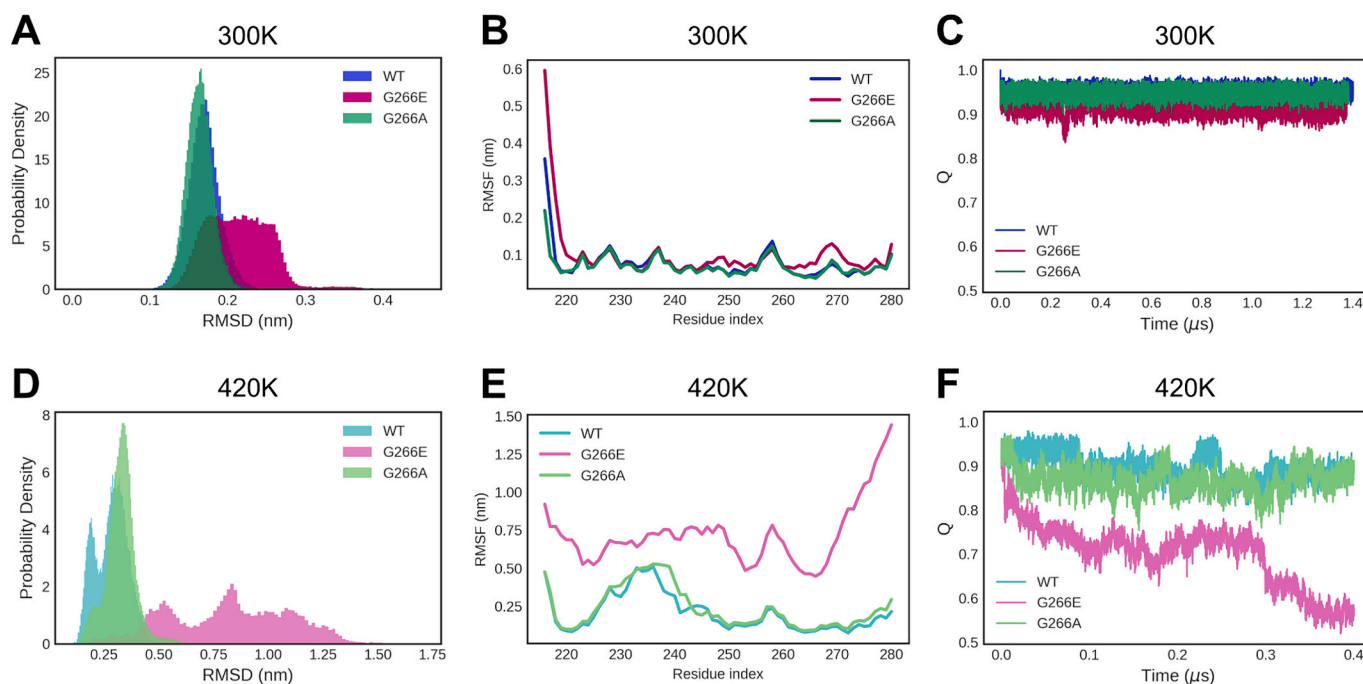 A
300K
Probability Density
25
20
15
10
5
0
0.0 0.1 0.2 0.3 0.4
RMSD (nm)
WT
G266E
G266A
B
300K
RMSF (nm)
0.6
0.5
0.4
0.3
0.2
0.1
220 230 240 250 260 270 280
Residue index
WT
G266E
G266A
C
300K
Q
1.0
0.9
0.8
0.7
0.6
0.5
0.0 0.2 0.4 0.6 0.8 1.0 1.2 1.4
Time (μs)
WT
G266E
G266A
D
420K
Probability Density
8
6
4
2
0
0.25 0.50 0.75 1.00 1.25 1.50 1.75
RMSD (nm)
WT
G266E
G266A
E
420K
RMSF (nm)
1.50
1.25
1.00
0.75
0.50
0.25
220 230 240 250 260 270 280
Residue index
WT
G266E
G266A
F
420K
Q
1.0
0.9
0.8
0.7
0.6
0.5
0.0 0.1 0.2 0.3 0.4
Time (μs)
WT
G266E
G266A